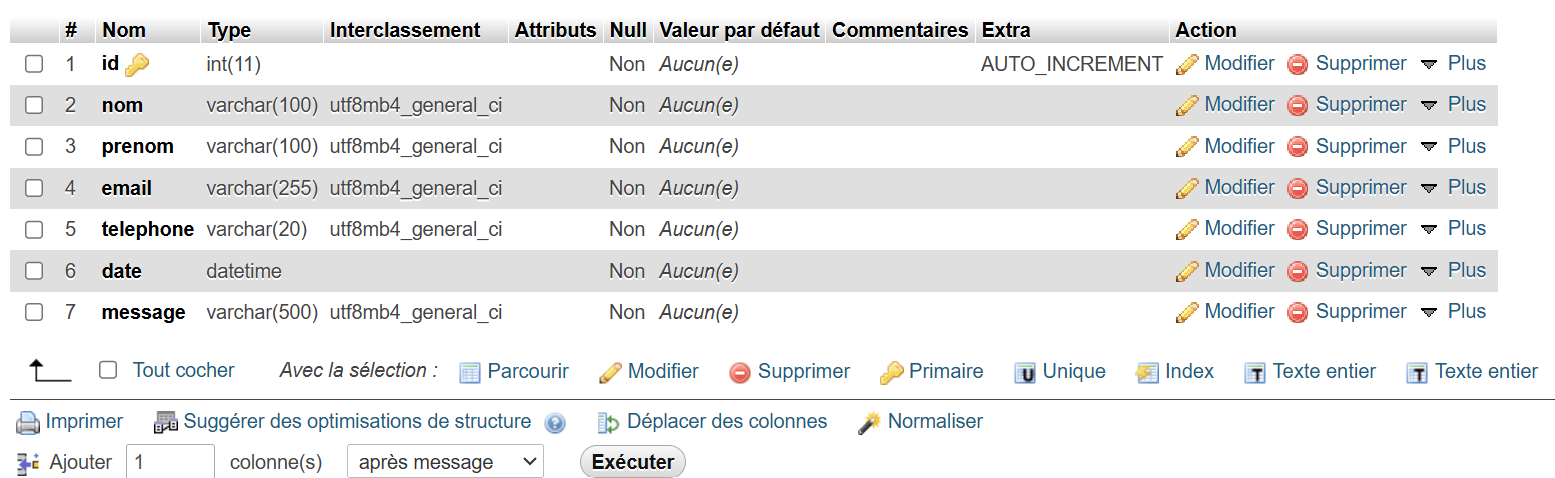 # Nom Type Interclassement Attributs Null Valeur par défaut Commentaires Extra Action
1 id int(11) Non Aucun(e) AUTO_INCREMENT Modifier Supprimer Plus
2 nom varchar(100) utf8mb4_general_ci Non Aucun(e) Modifier Supprimer Plus
3 prenom varchar(100) utf8mb4_general_ci Non Aucun(e) Modifier Supprimer Plus
4 email varchar(255) utf8mb4_general_ci Non Aucun(e) Modifier Supprimer Plus
5 telephone varchar(20) utf8mb4_general_ci Non Aucun(e) Modifier Supprimer Plus
6 date datetime Non Aucun(e) Modifier Supprimer Plus
7 message varchar(500) utf8mb4_general_ci Non Aucun(e) Modifier Supprimer Plus
Tout cocher Avec la sélection : Parcourir Modifier Supprimer Primaire U Unique Index T Texte entier T Texte entier
Imprimer Suggérer des optimisations de structure ? Déplacer des colonnes Normaliser
Ajouter 1 colonne(s) après message Exécuter